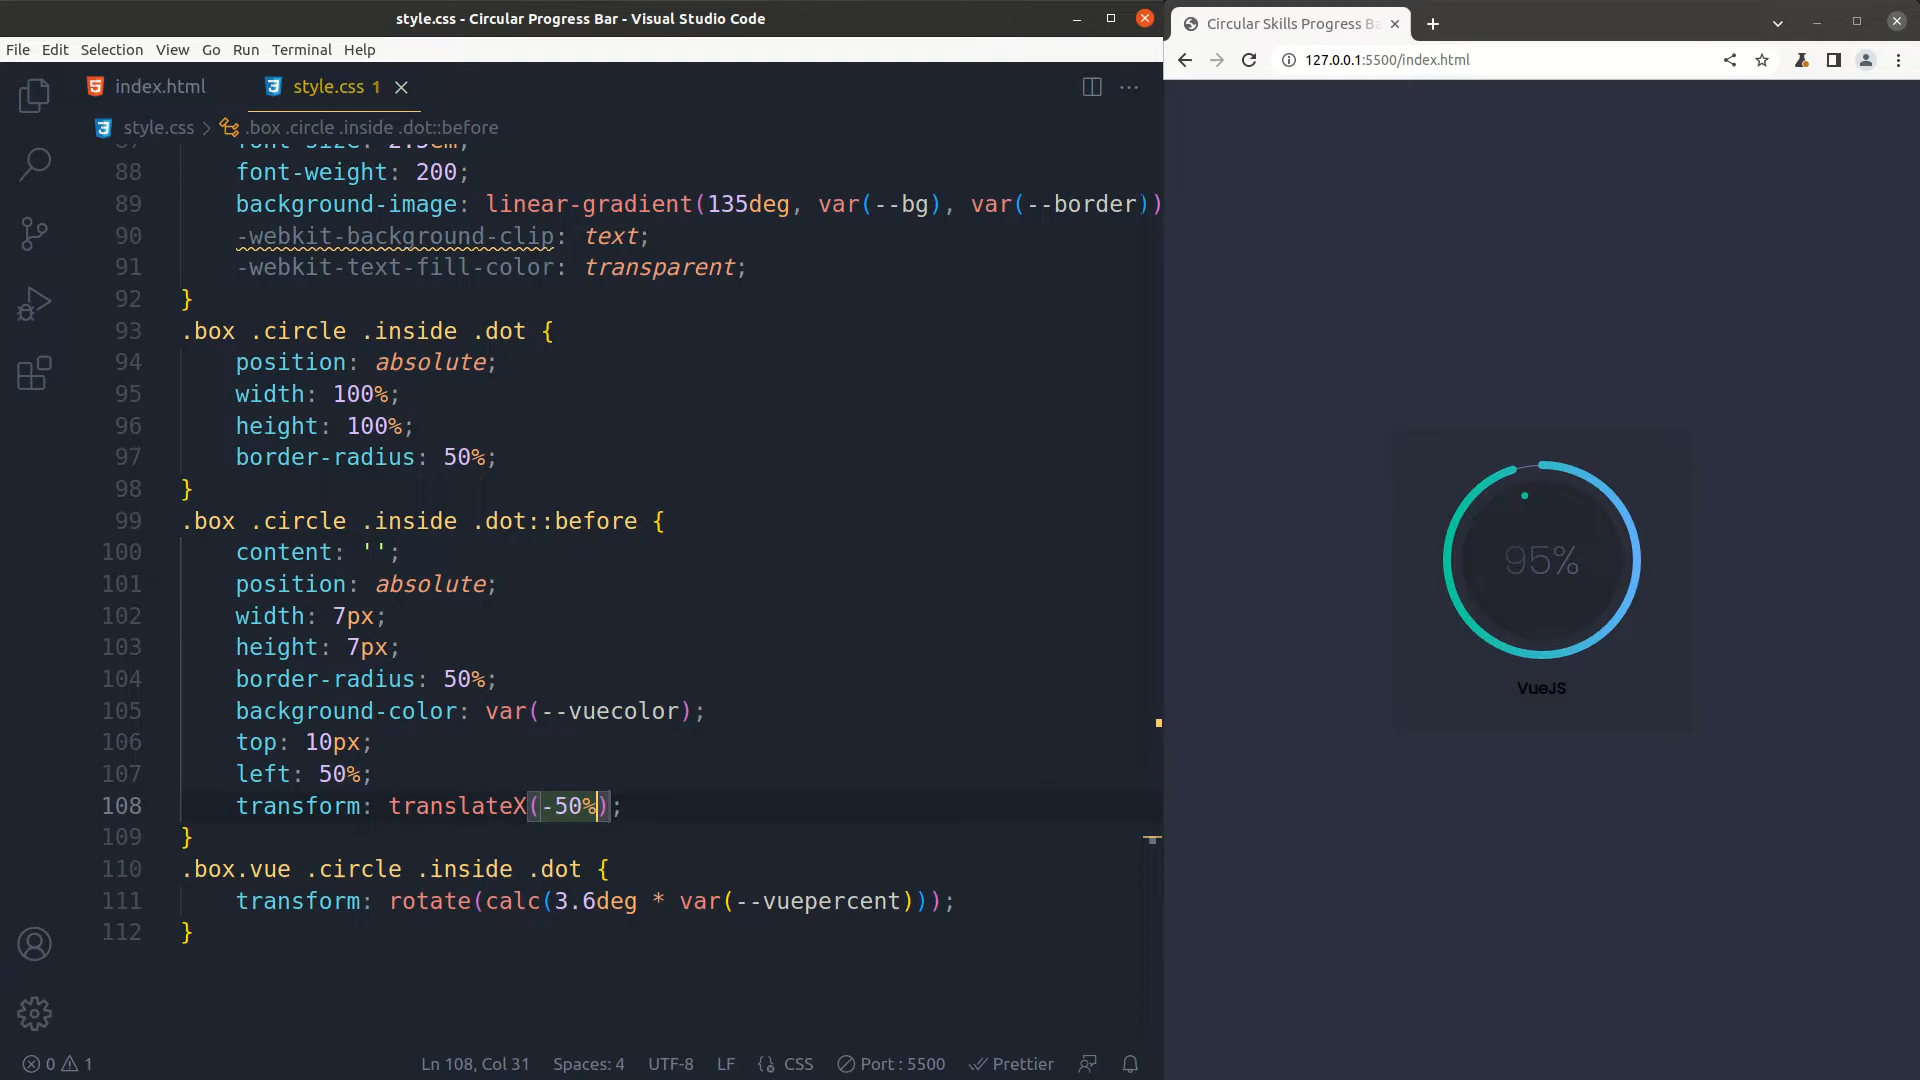 style.css - Circular Progress Bar - Visual Studio Code
File Edit Selection View Go Run Terminal Help
index.html
style.css 1
style.css > .box .circle .inside .dot::before
88 font-weight: 200;
89 background-image: linear-gradient(135deg, var(--bg), var(--border))
90 -webkit-background-clip: text;
91 -webkit-text-fill-color: transparent;
92 }
93 .box .circle .inside .dot {
94 position: absolute;
95 width: 100%;
96 height: 100%;
97 border-radius: 50%;
98 }
99 .box .circle .inside .dot::before {
100 content: '';
101 position: absolute;
102 width: 7px;
103 height: 7px;
104 border-radius: 50%;
105 background-color: var(--vuecolor);
106 top: 10px;
107 left: 50%;
108 transform: translateX(-50%);
109 }
110 .box.vue .circle .inside .dot {
111 transform: rotate(calc(3.6deg * var(--vuepercent)));
112 }
0 1
Ln 108, Col 31 Spaces: 4 UTF-8 LF CSS Port : 5500 Prettier
Circular Skills Progress Ba
127.0.0.1:5500/index.html
95%
VueJS